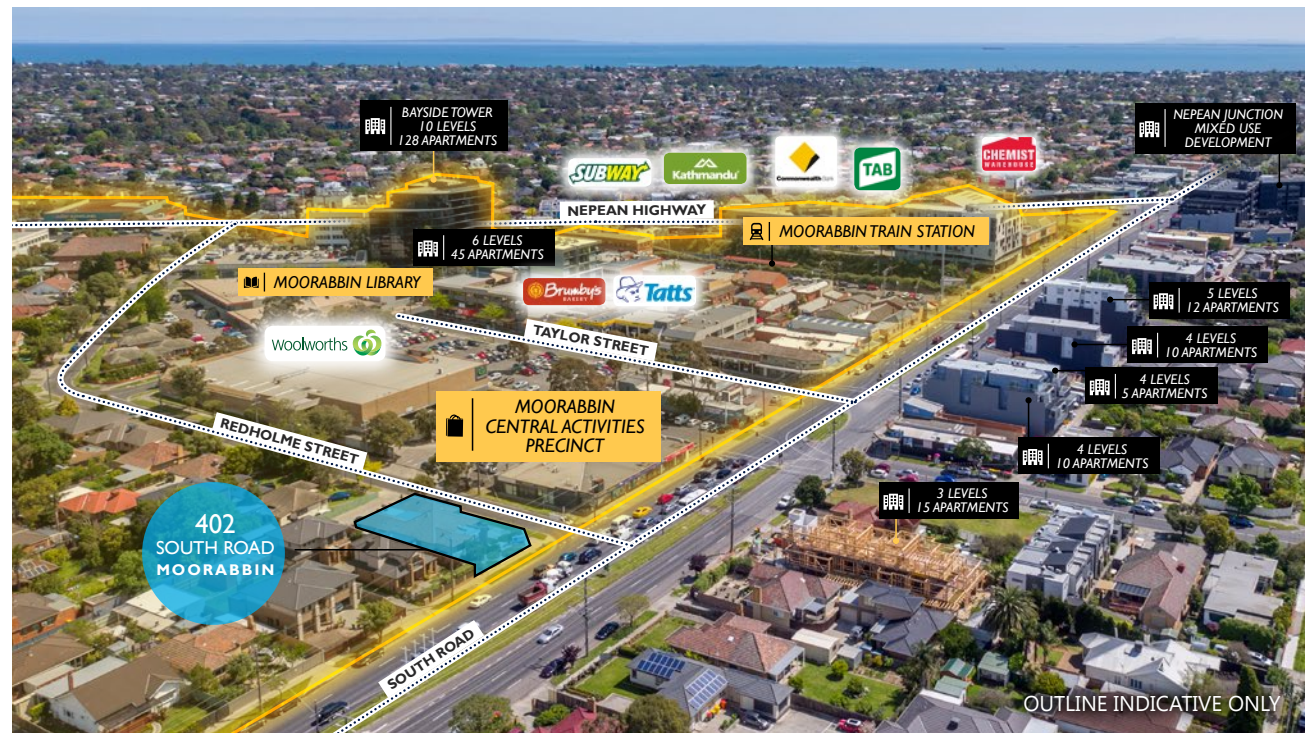 BAYSIDE TOWER
10 LEVELS
128 APARTMENTS
NEPEAN JUNCTION
MIXED USE
DEVELOPMENT
SUBWAY
Kathmandu
CommonwealthBank
TAB
CHEMIST
WAREHOUSE
NEPEAN HIGHWAY
MOORABBIN TRAIN STATION
6 LEVELS
45 APARTMENTS
MOORABBIN LIBRARY
Brumby's
BAKERY
Tatts
5 LEVELS
12 APARTMENTS
woolworths
TAYLOR STREET
4 LEVELS
10 APARTMENTS
4 LEVELS
5 APARTMENTS
MOORABBIN
CENTRAL ACTIVITIES
PRECINCT
REDHOLME STREET
4 LEVELS
10 APARTMENTS
3 LEVELS
15 APARTMENTS
402
SOUTH ROAD
MOORABBIN
SOUTH ROAD
OUTLINE INDICATIVE ONLY